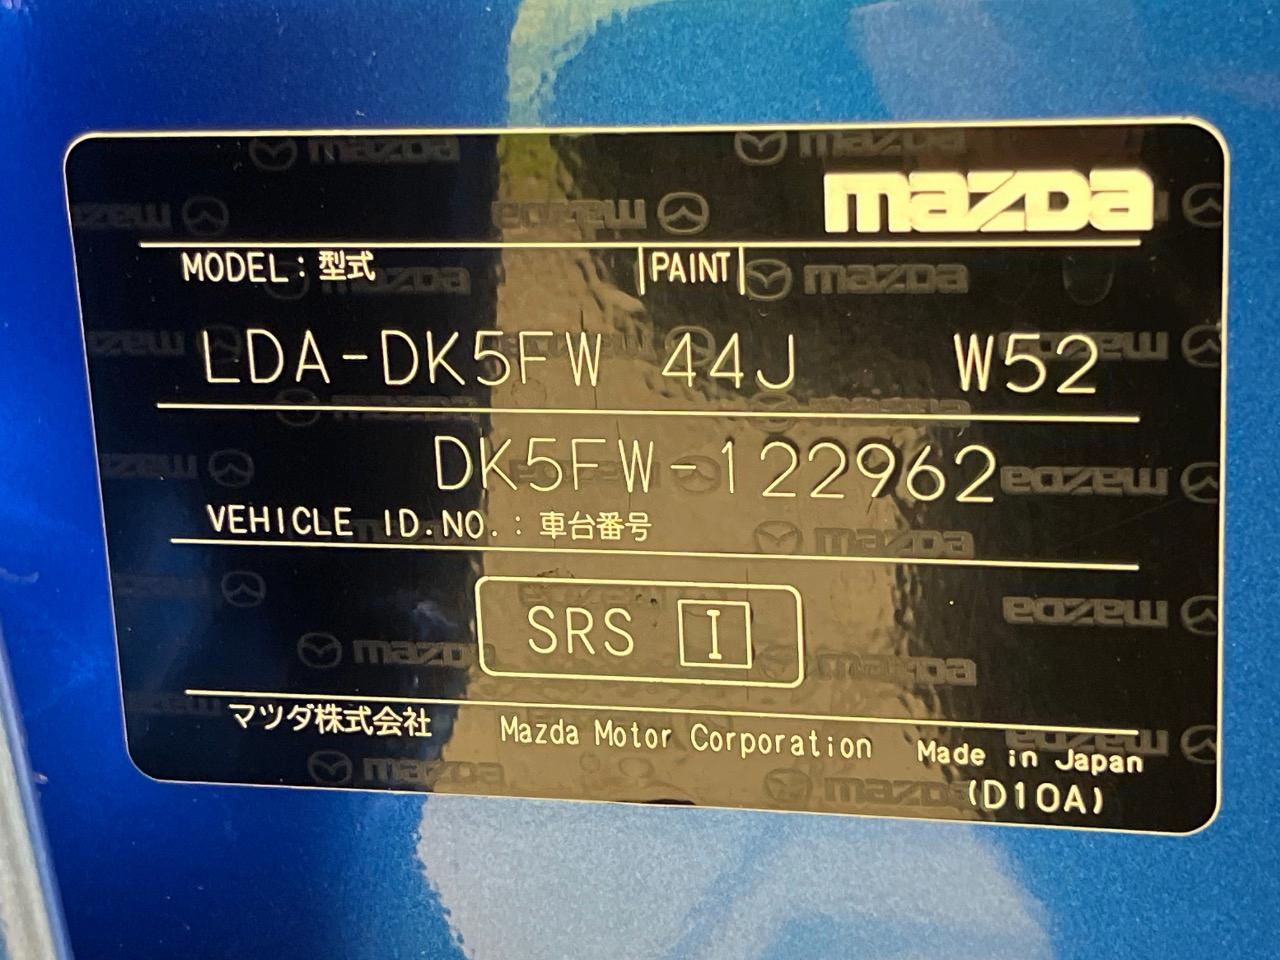 mazda
MODEL : 型式 PAINT
LDA-DK5FW 44J W52
DK5FW-122962
VEHICLE ID.NO. : 車台番号
SRS I
マツダ株式会社 Mazda Motor Corporation Made in Japan
(D10A)